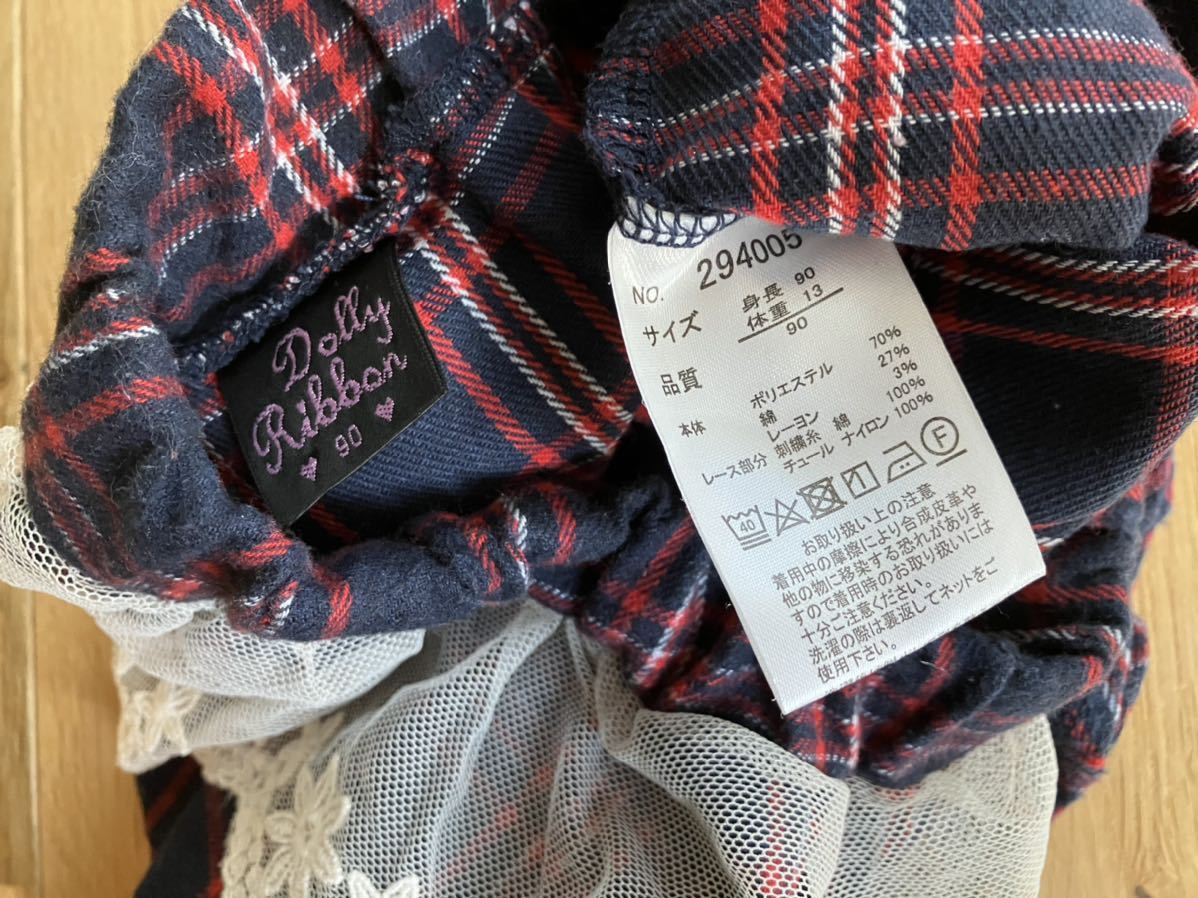 Dolly
Ribbon
90
NO. 294005
サイズ 身長 90
体重 13
90
品質
本体 ポリエステル 70%
綿 27%
レーヨン 3%
レース部分 刺繍糸 綿 100%
チュール ナイロン 100%
40 1 F
お取り扱い上の注意
着用中の摩擦により合成皮革や
他の物に移染する恐れがありま
すので着用時のお取り扱いには
十分ご注意ください。
洗濯の際は裏返してネットをご
使用下さい。